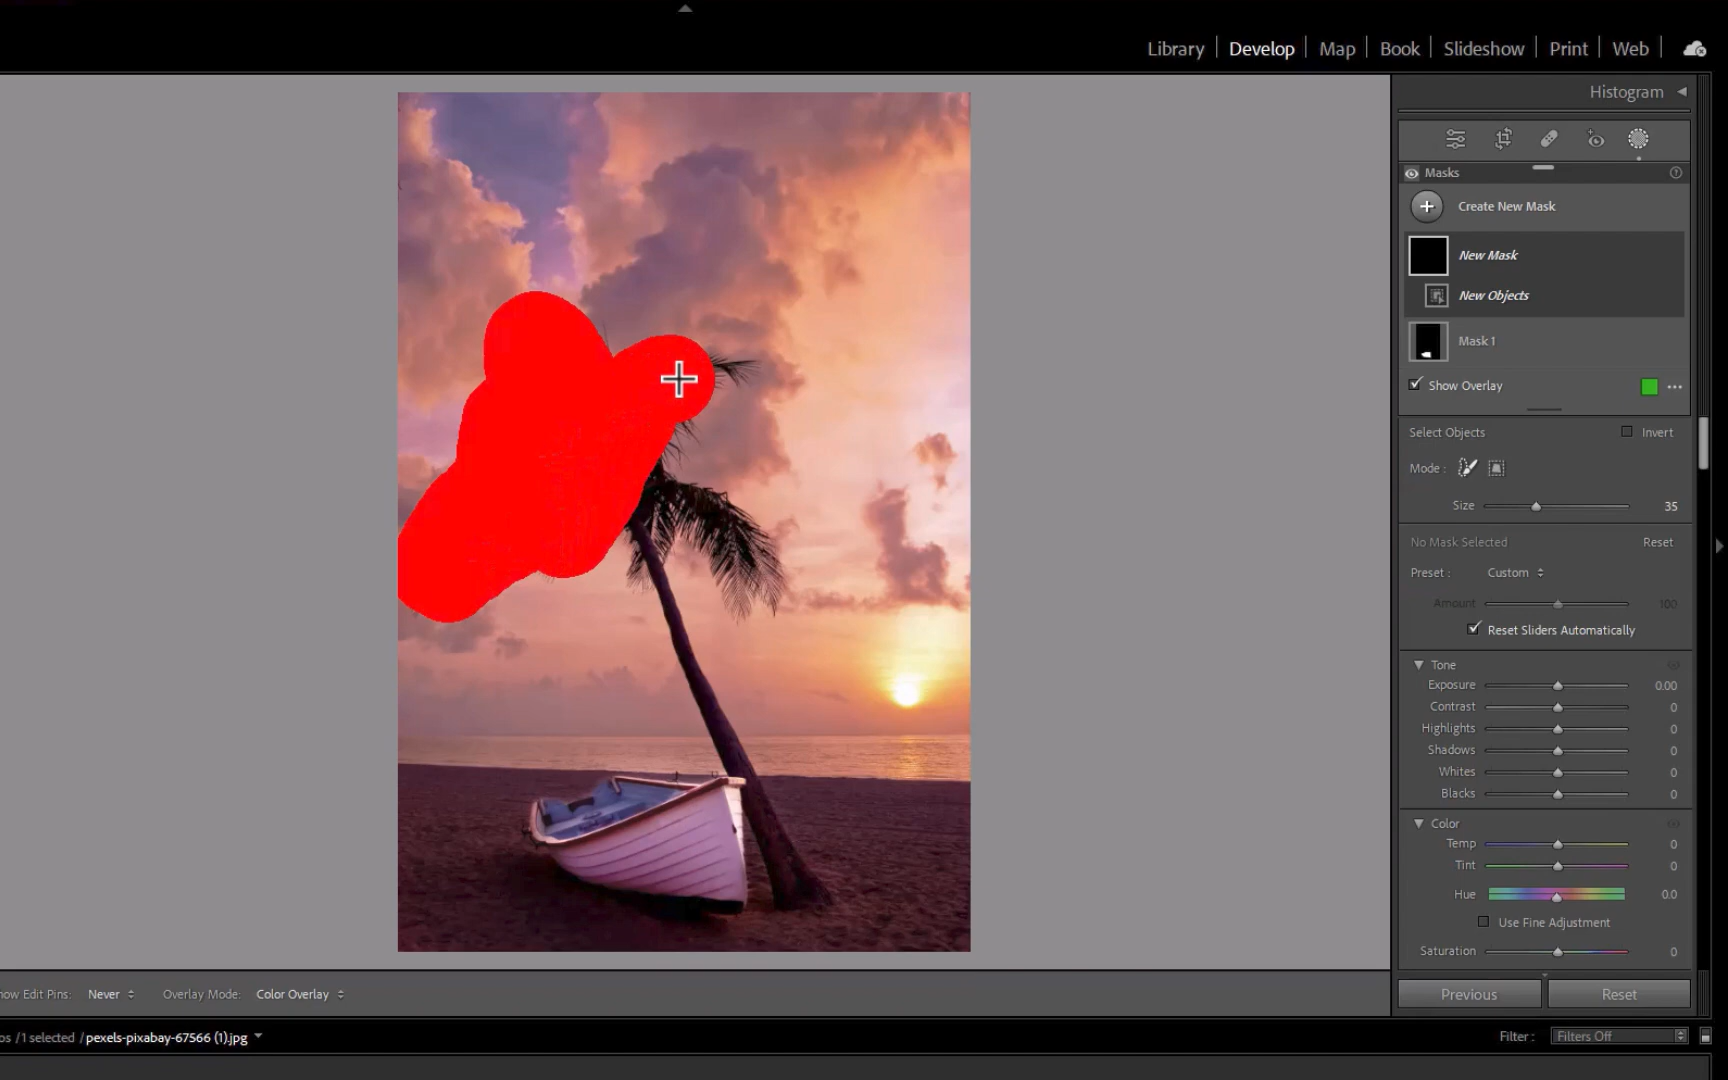 Library | Develop | Map | Book | Slideshow | Print | Web |
Histogram
Masks
Create New Mask
New Mask
New Objects
Mask 1
Show Overlay
Select Objects Invert
Mode :
Size 35
No Mask Selected Reset
Preset : Custom
Amount 100
Reset Sliders Automatically
Tone
Exposure 0.00
Contrast 0
Highlights 0
Shadows 0
Whites 0
Blacks 0
Color
Temp 0
Tint 0
Hue 0.0
Use Fine Adjustment
Saturation 0
Previous Reset
how Edit Pins: Never Overlay Mode: Color Overlay
os /1 selected / pexels-pixabay-67566 (1).jpg
Filter : Filters Off